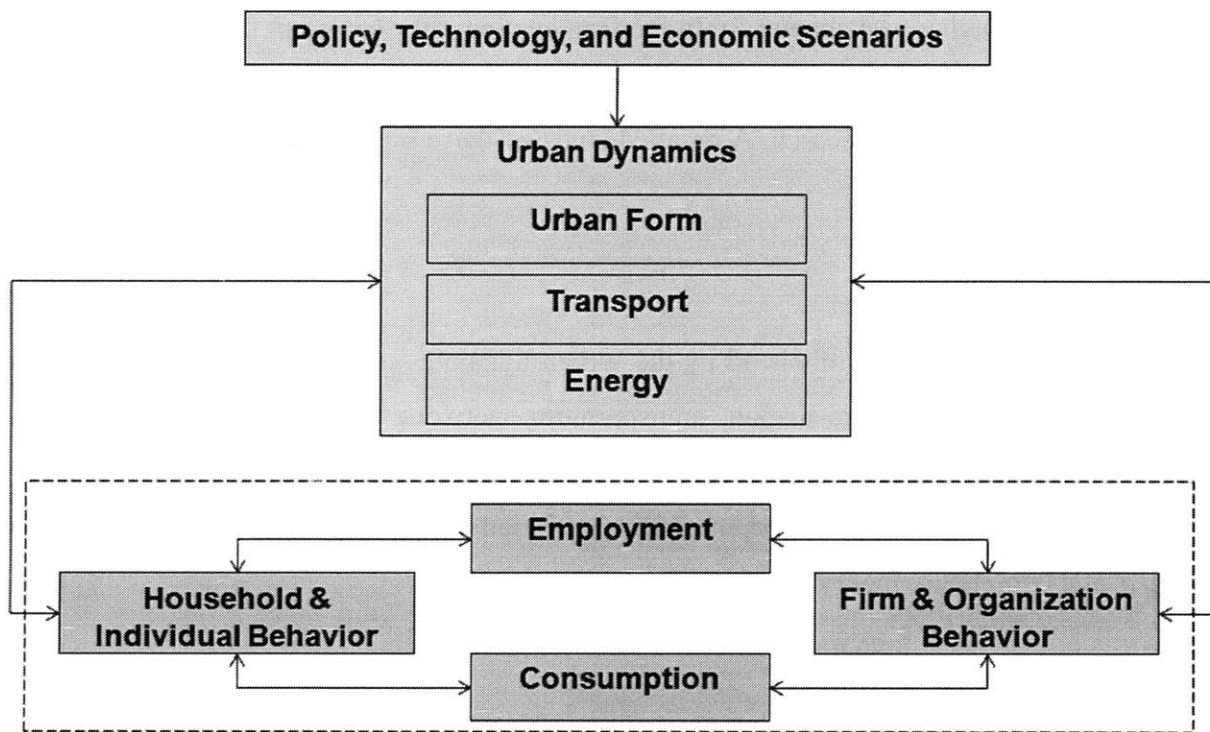 Policy, Technology, and Economic Scenarios
Urban Dynamics
Urban Form
Transport
Energy
Employment
Household &
Individual Behavior
Firm & Organization
Behavior
Consumption